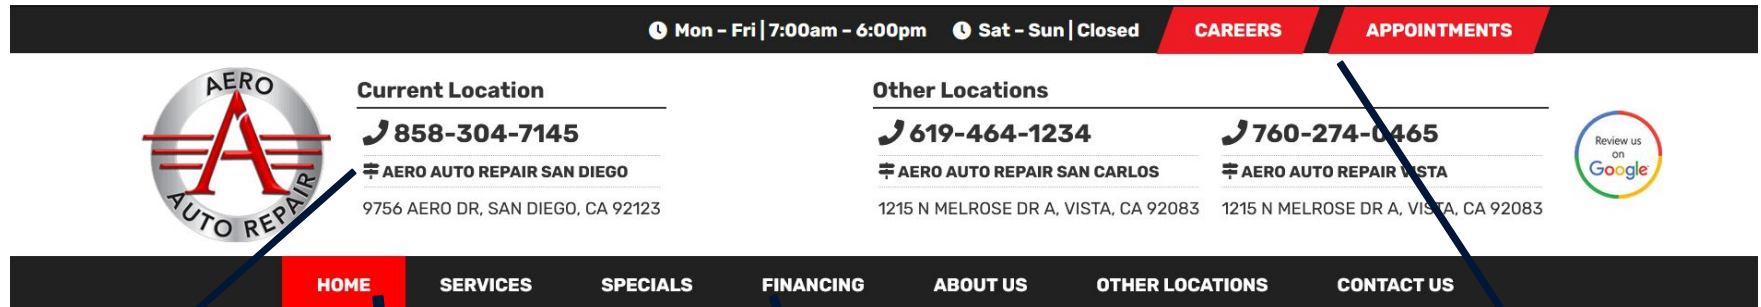 Mon – Fri | 7:00am – 6:00pm
Sat – Sun | Closed
CAREERS
APPOINTMENTS
AERO
A
AUTO REPAIR
Current Location
858-304-7145
AERO AUTO REPAIR SAN DIEGO
9756 AERO DR, SAN DIEGO, CA 92123
Other Locations
619-464-1234
AERO AUTO REPAIR SAN CARLOS
1215 N MELROSE DR A, VISTA, CA 92083
760-274-0465
AERO AUTO REPAIR VISTA
1215 N MELROSE DR A, VISTA, CA 92083
Review us
on
Google
HOME
SERVICES
SPECIALS
FINANCING
ABOUT US
OTHER LOCATIONS
CONTACT US